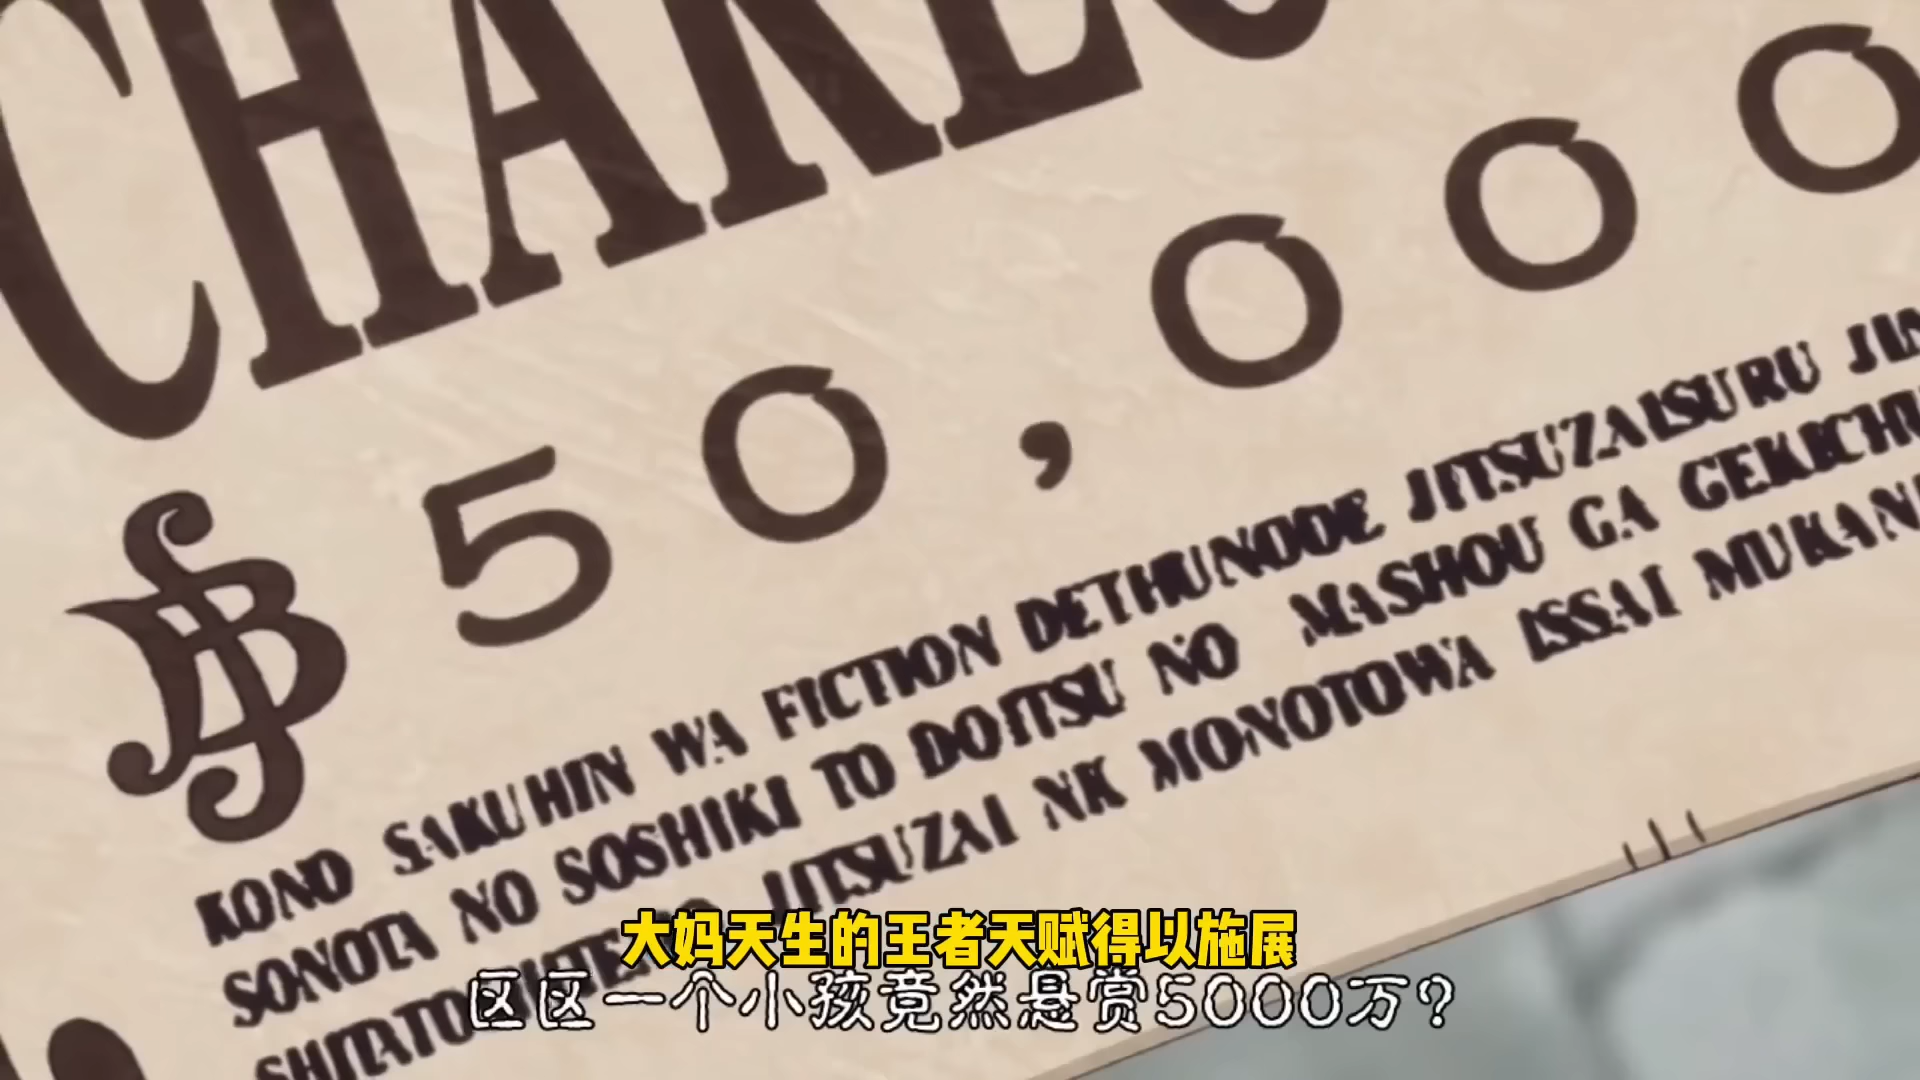 CHARLO
฿50,000
KONO SAKUHIN WA FICTION DETHUNODE JITSUZAISURU JIN
SONOTA NO SOSHIKI TO DOITSU NO MASHOU GA GEKICHU
SHITATO JITSUZAI NK MONOTOWA ISSAI MUKAN
大妈天生的王者天赋得以施展
区区一个小孩竟然悬赏5000万?